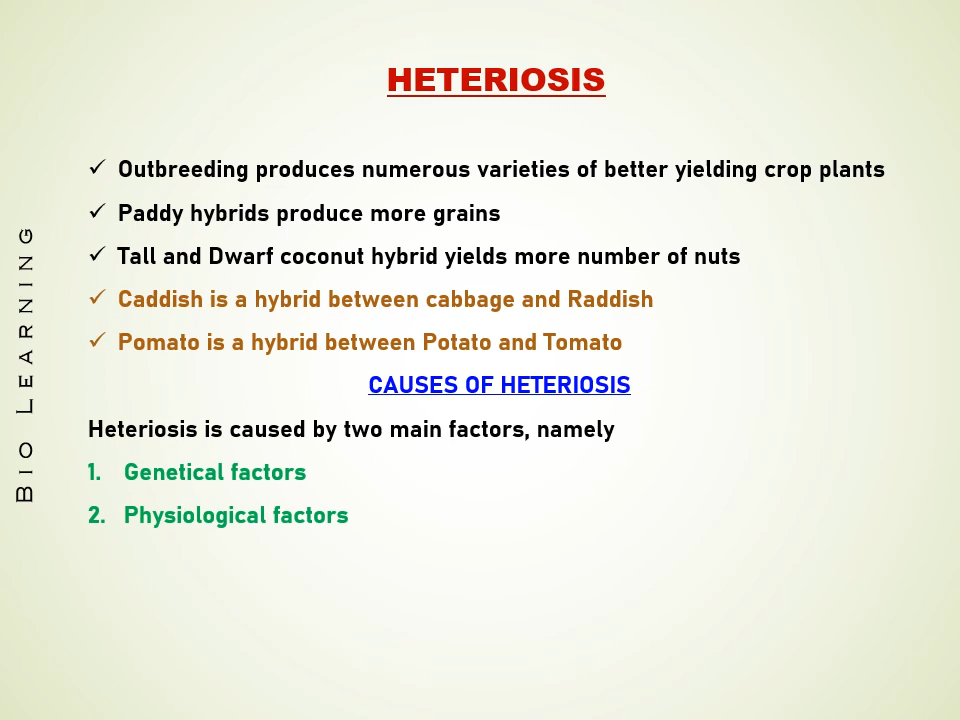 HETERIOSIS
✓ Outbreeding produces numerous varieties of better yielding crop plants
✓ Paddy hybrids produce more grains
✓ Tall and Dwarf coconut hybrid yields more number of nuts
✓ Caddish is a hybrid between cabbage and Raddish
✓ Pomato is a hybrid between Potato and Tomato
CAUSES OF HETERIOSIS
Heteriosis is caused by two main factors, namely
1. Genetical factors
2. Physiological factors
BIO LEARNING